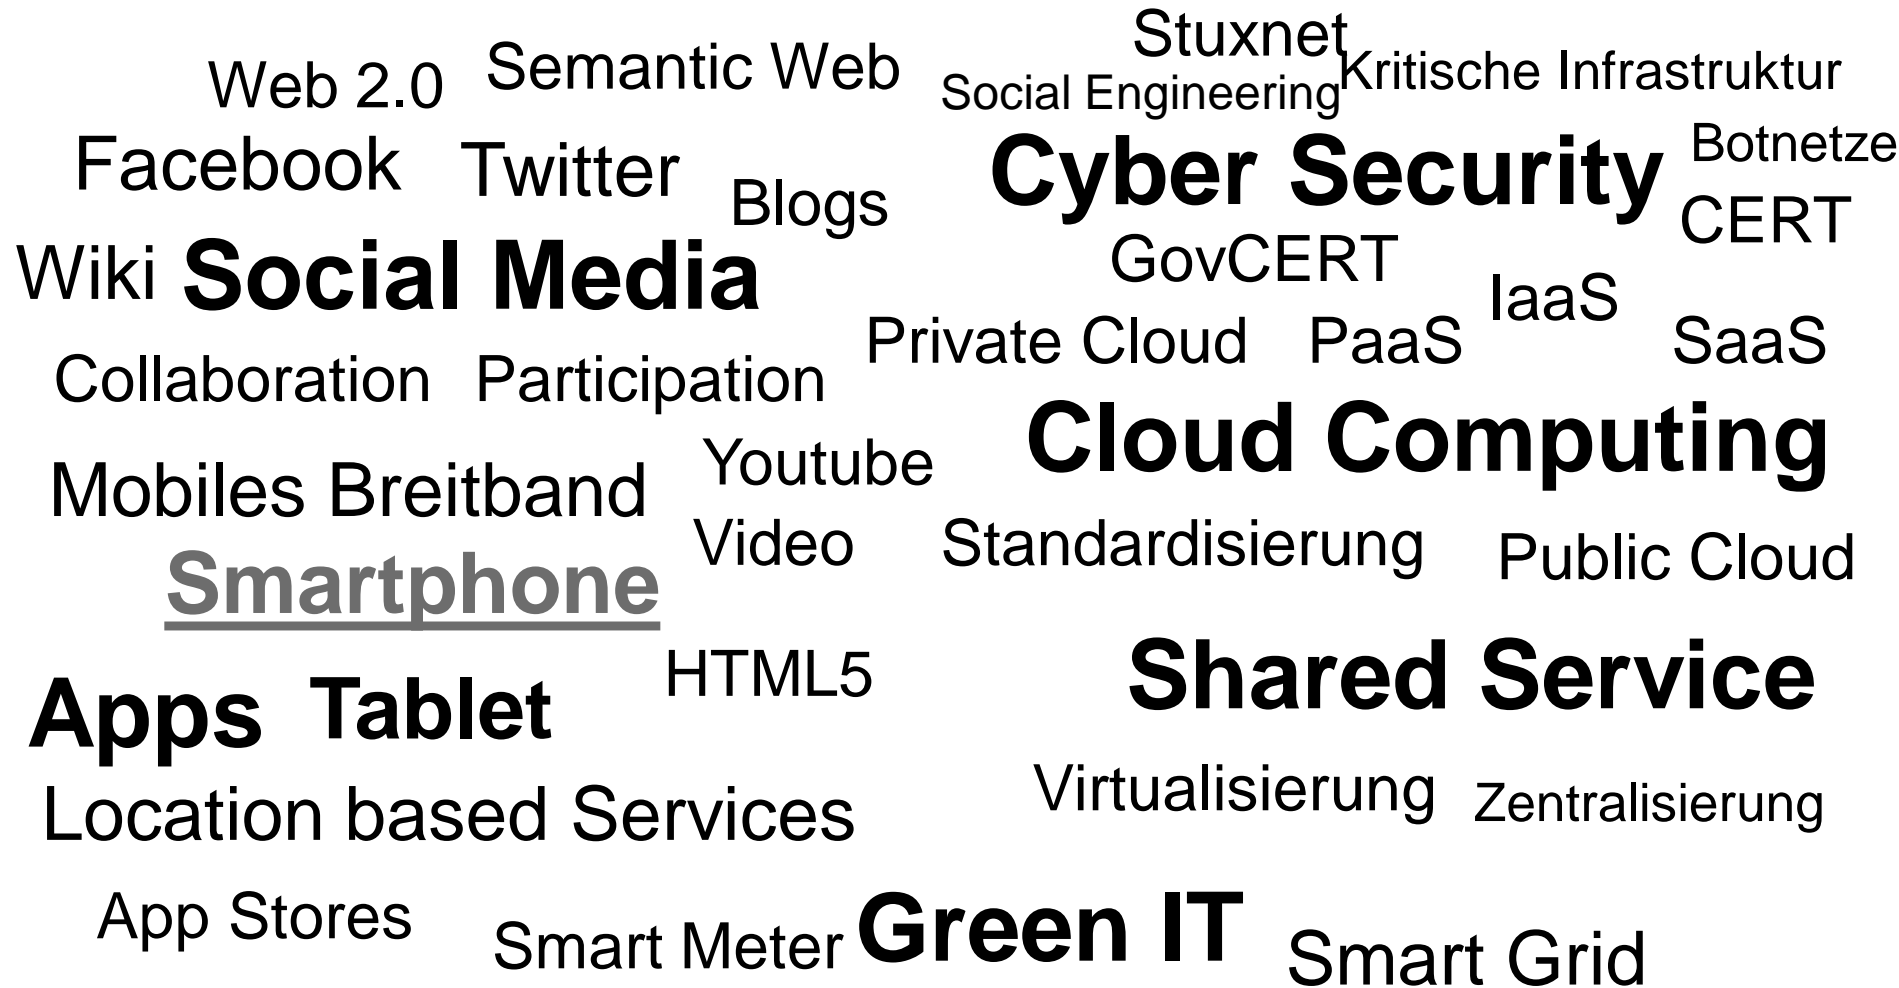 Stuxnet
Web 2.0
Semantic Web
Social Engineering
Kritische Infrastruktur
Facebook
Twitter
Blogs
Cyber Security
Botnetze
CERT
Wiki
Social Media
GovCERT
IaaS
Private Cloud
PaaS
SaaS
Collaboration
Participation
Cloud Computing
Mobiles Breitband
Youtube
Video
Standardisierung
Public Cloud
Smartphone
HTML5
Shared Service
Apps
Tablet
Location based Services
Virtualisierung
Zentralisierung
App Stores
Smart Meter
Green IT
Smart Grid